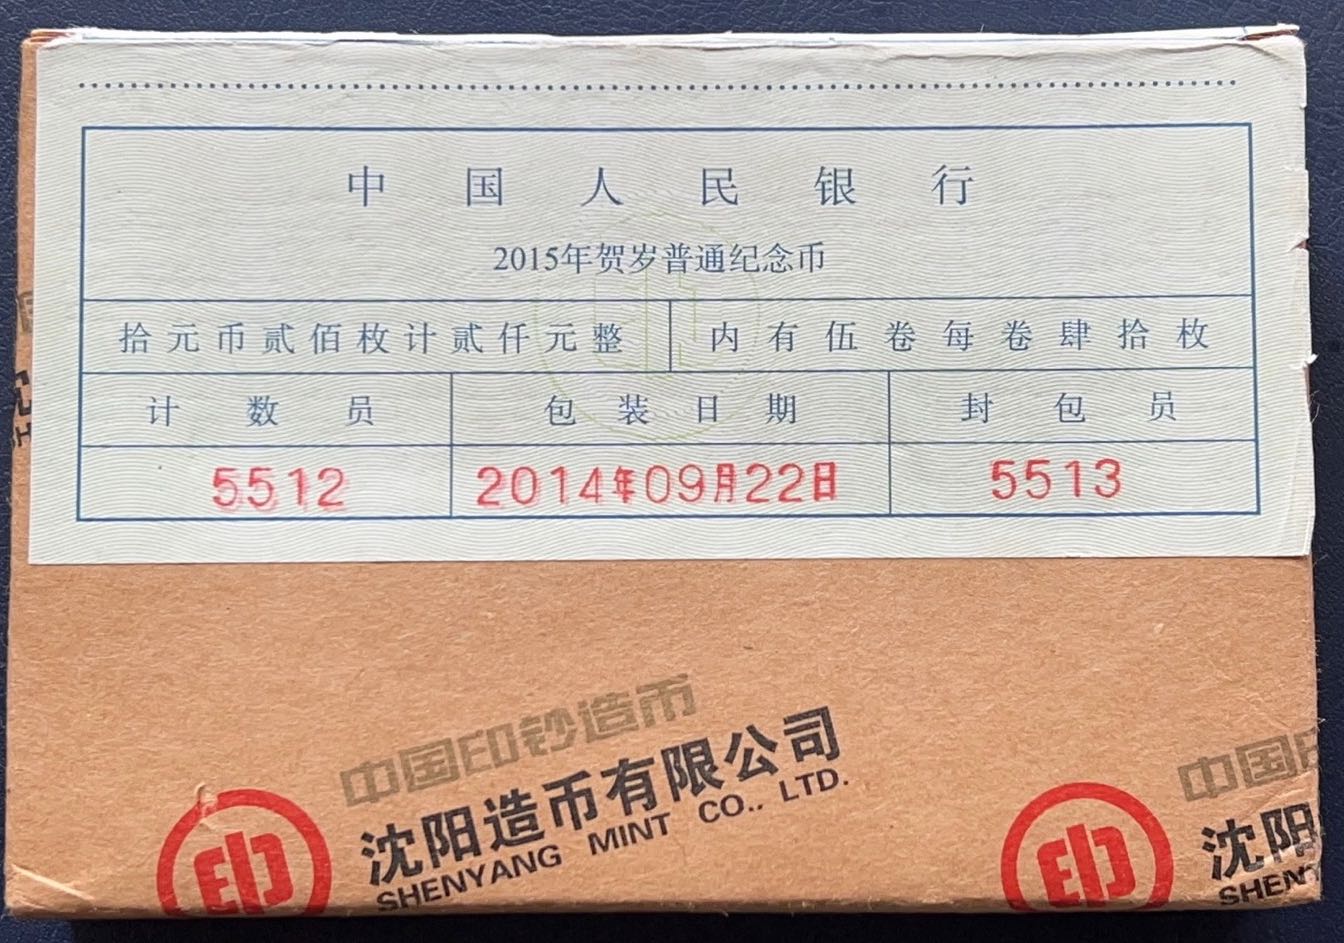 中国人民银行
2015年贺岁普通纪念币
拾元币贰佰枚计贰仟元整 内有伍卷每卷肆拾枚
计数员 包装日期 封包员
5512 2014年09月22日 5513
中国印钞造币
沈阳造币有限公司
SHENYANG MINT CO., LTD.
中国印
沈阳
SHEN